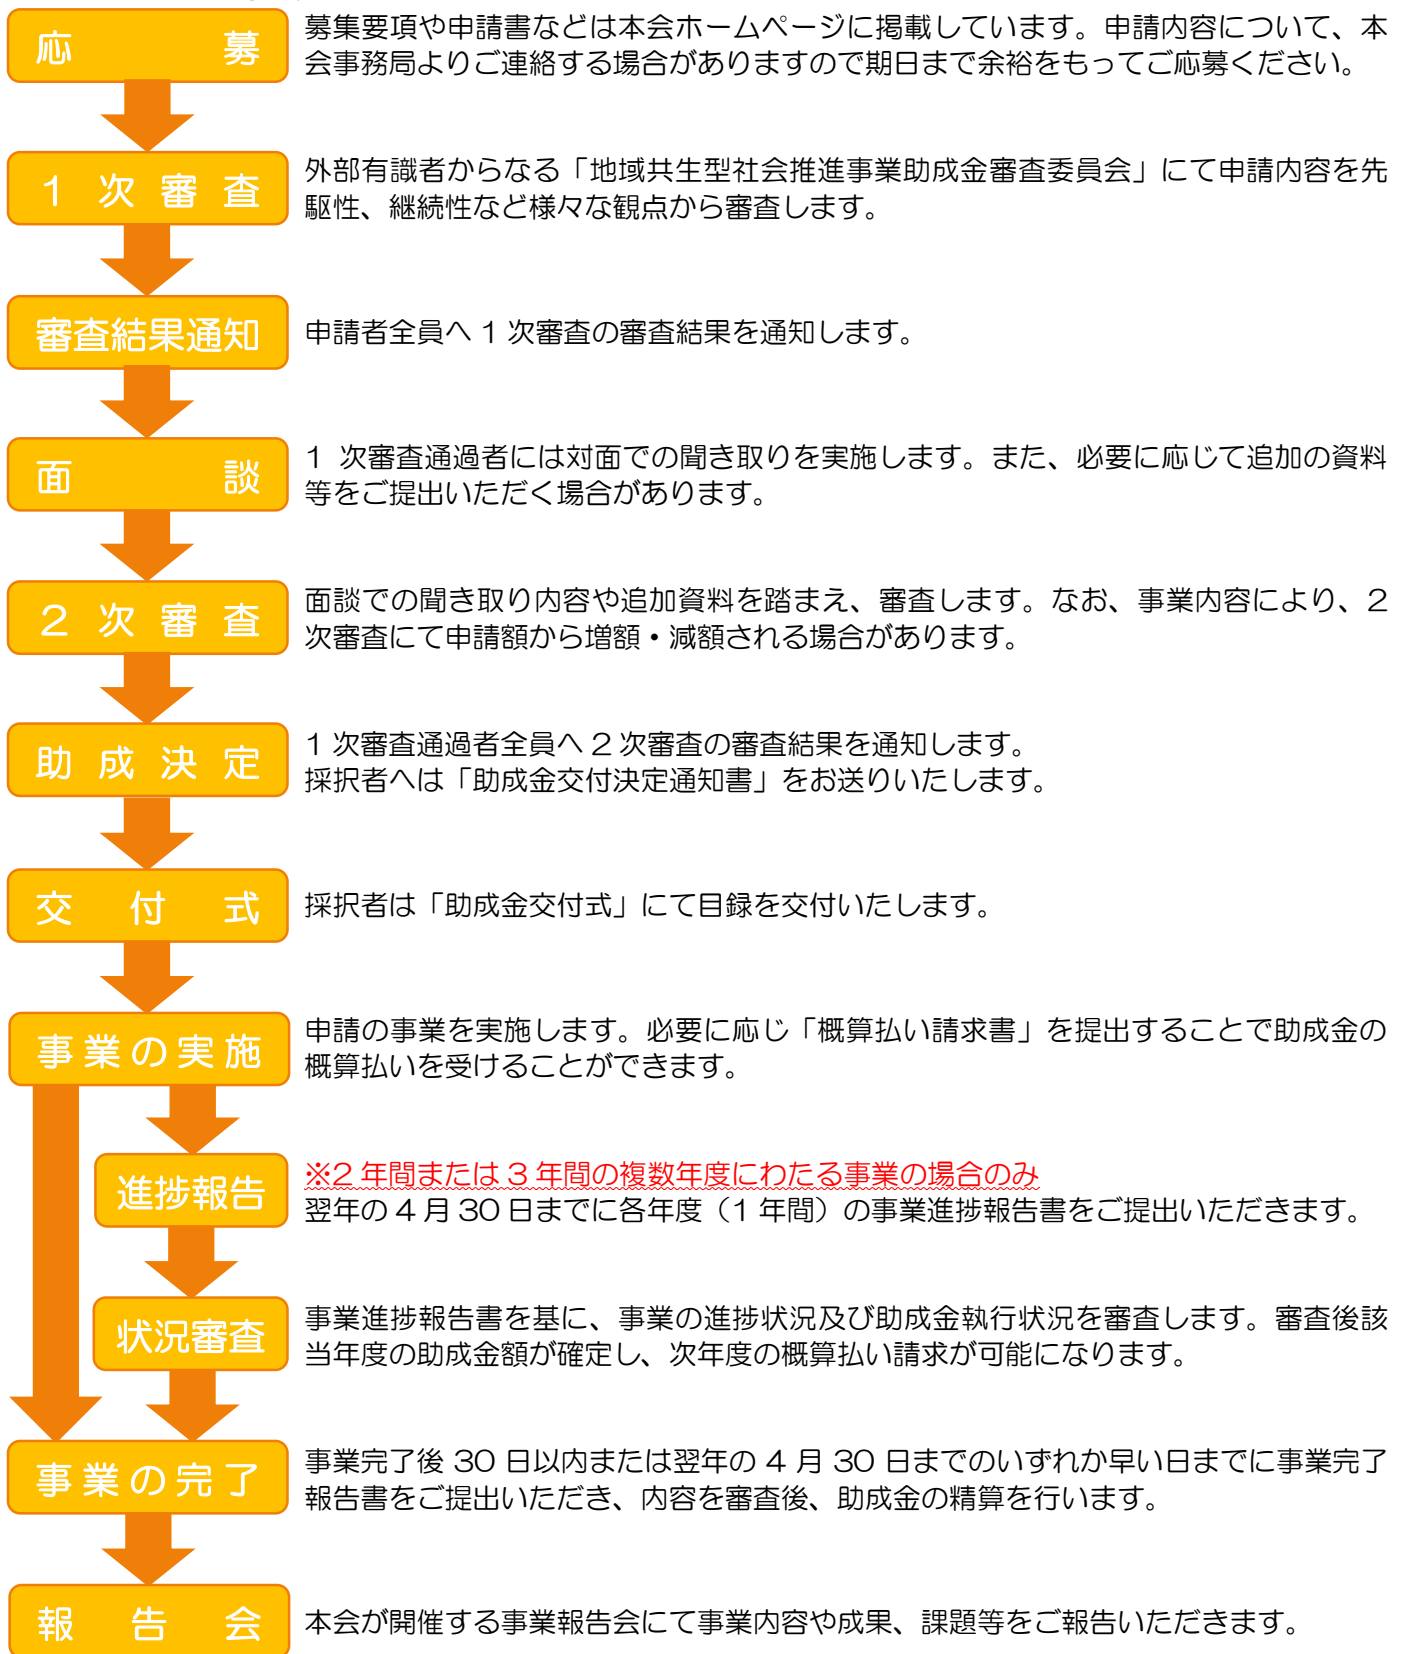 応募
募集要項や申請書などは本会ホームページに掲載しています。申請内容について、本
会事務局よりご連絡する場合がありますので期日まで余裕をもってご応募ください。
1次審査
外部有識者からなる「地域共生型社会推進事業助成金審査委員会」にて申請内容を先
駆性、継続性など様々な観点から審査します。
審査結果通知
申請者全員へ 1 次審査の審査結果を通知します。
面談
1 次審査通過者には対面での聞き取りを実施します。また、必要に応じて追加の資料
等をご提出いただく場合があります。
2次審査
面談での聞き取り内容や追加資料を踏まえ、審査します。なお、事業内容により、2
次審査にて申請額から増額・減額される場合があります。
助成決定
1 次審査通過者全員へ 2 次審査の審査結果を通知します。
採択者へは「助成金交付決定通知書」をお送りいたします。
交付式
採択者は「助成金交付式」にて目録を交付いたします。
事業の実施
申請の事業を実施します。必要に応じ「概算払い請求書」を提出することで助成金の
概算払いを受けることができます。
進捗報告
※2 年間または 3 年間の複数年度にわたる事業の場合のみ
翌年の 4 月 30 日までに各年度（1 年間）の事業進捗報告書をご提出いただきます。
状況審査
事業進捗報告書を基に、事業の進捗状況及び助成金執行状況を審査します。審査後該
当年度の助成金額が確定し、次年度の概算払い請求が可能になります。
事業の完了
事業完了後 30 日以内または翌年の 4 月 30 日までのいずれか早い日までに事業完了
報告書をご提出いただき、内容を審査後、助成金の精算を行います。
報告会
本会が開催する事業報告会にて事業内容や成果、課題等をご報告いただきます。